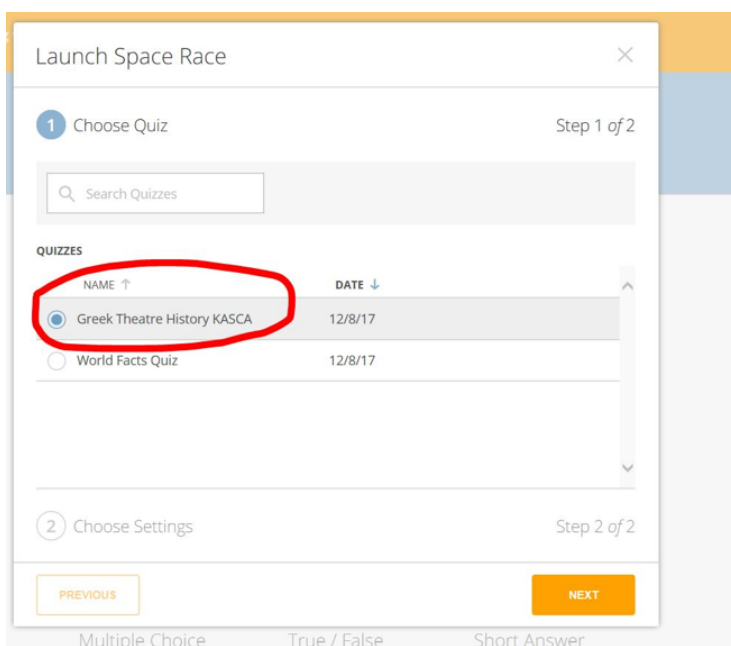 Launch Space Race
1 Choose Quiz Step 1 of 2
Search Quizzes
QUIZZES
NAME DATE
Greek Theatre History KASCA 12/8/17
World Facts Quiz 12/8/17
2 Choose Settings Step 2 of 2
PREVIOUS NEXT
Multiple Choice True / False Short Answer